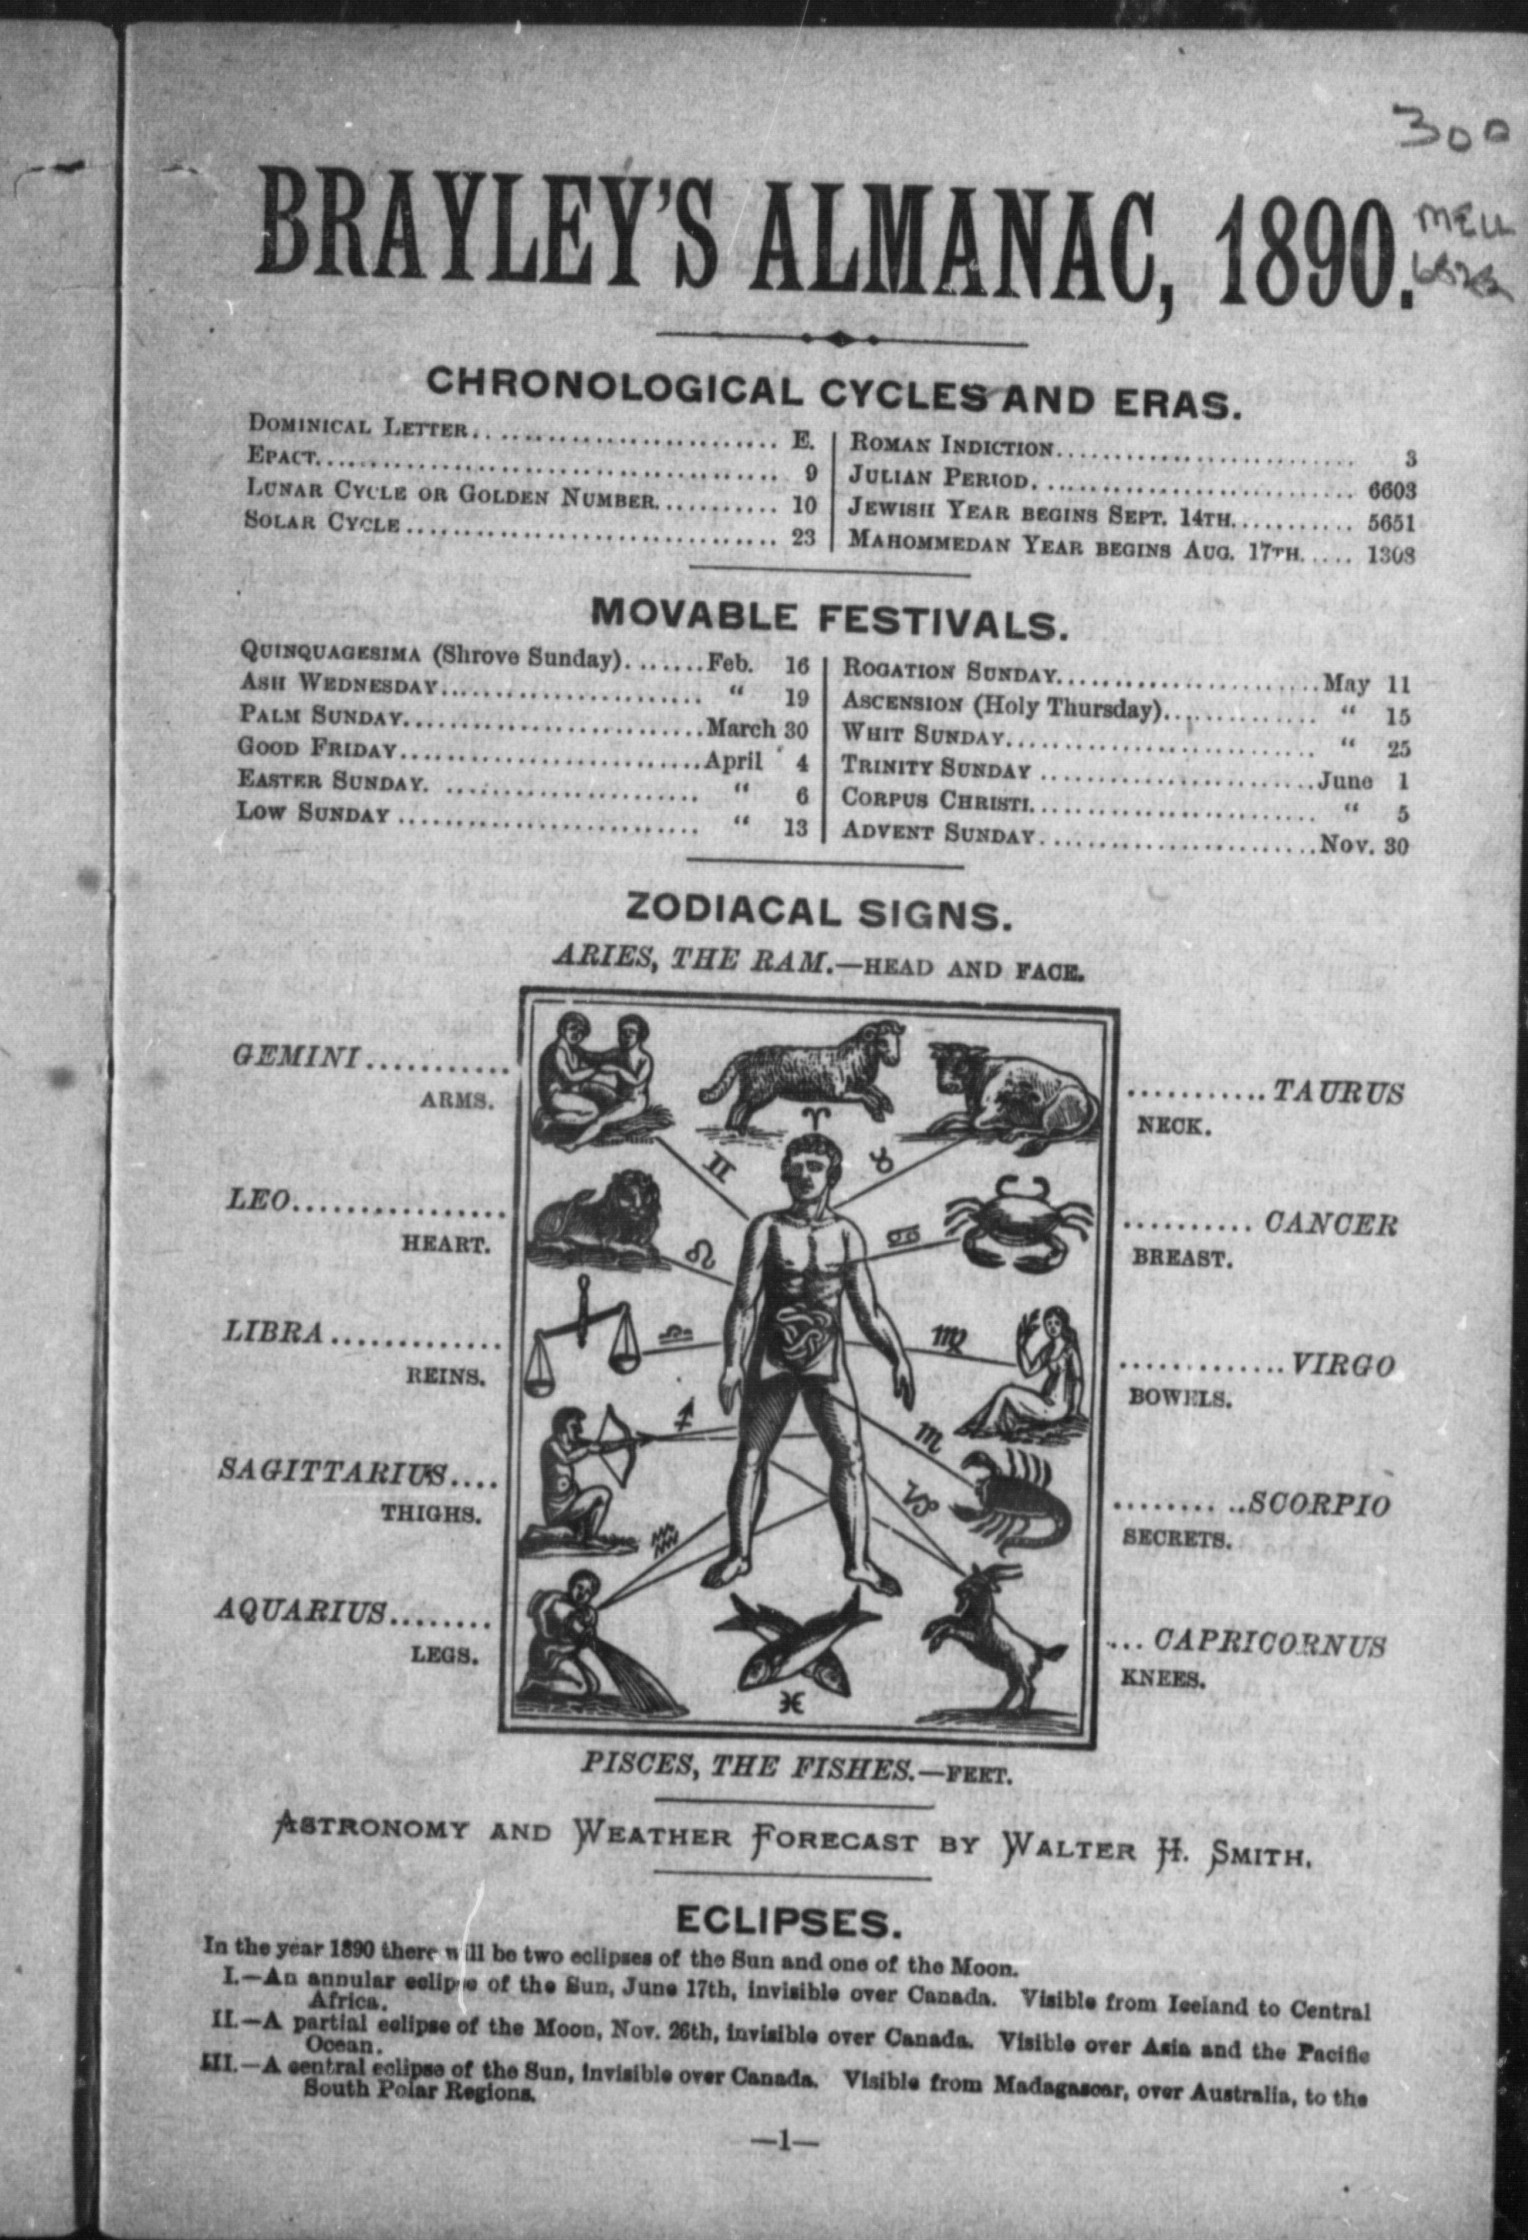 300
BRAYLEY'S ALMANAC, 1890.
CHRONOLOGICAL CYCLES AND ERAS.
DOMINICAL LETTER.............................. E.
EPACT........................................ 9
LUNAR CYCLE OR GOLDEN NUMBER............ 10
SOLAR CYCLE................................. 23
ROMAN INDICTION........................... 3
JULIAN PERIOD.............................. 6603
JEWISH YEAR BEGINS SEPT. 14TH........... 5651
MAHOMMEDAN YEAR BEGINS AUG. 17TH..... 1308
MOVABLE FESTIVALS.
QUINQUAGESIMA (Shrove Sunday)........Feb. 16
ASH WEDNESDAY........................ " 19
PALM SUNDAY...........................March 30
GOOD FRIDAY...........................April 4
EASTER SUNDAY. ....................... " 6
LOW SUNDAY ........................... " 13
ROGATION SUNDAY........................May 11
ASCENSION (Holy Thursday).............. " 15
WHIT SUNDAY............................ " 25
TRINITY SUNDAY .........................June 1
CORPUS CHRISTI.......................... " 5
ADVENT SUNDAY.........................Nov. 30
ZODIACAL SIGNS.
ARIES, THE RAM.—HEAD AND FACE.
GEMINI...........
ARMS.
...........TAURUS
NECK.
♈
♊
♉
LEO................
HEART.
..........CANCER
BREAST.
♌
♋
LIBRA.............
REINS.
.............VIRGO
BOWELS.
♎
♍
SAGITTARIUS....
THIGHS.
..........SCORPIO
SECRETS.
♐
♏
♑
♒
AQUARIUS........
LEGS.
... CAPRICORNUS
KNEES.
♓
PISCES, THE FISHES.—FEET.
ASTRONOMY AND WEATHER FORECAST BY WALTER H. SMITH.
ECLIPSES.
In the year 1890 there will be two eclipses of the Sun and one of the Moon.
I.—An annular eclipse of the Sun, June 17th, invisible over Canada. Visible from Iceland to Central
Africa.
II.—A partial eclipse of the Moon, Nov. 26th, invisible over Canada. Visible over Asia and the Pacific
Ocean.
III.—A central eclipse of the Sun, invisible over Canada. Visible from Madagascar, over Australia, to the
South Polar Regions.
—1—